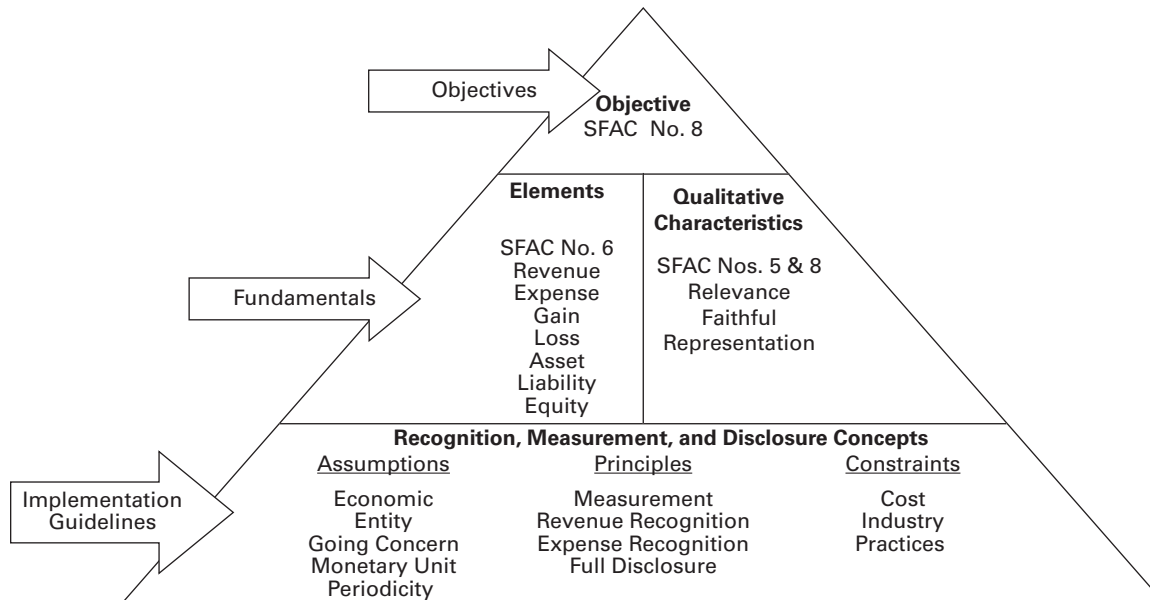 Objectives
Objective
SFAC No. 8
Fundamentals
Elements
SFAC No. 6
Revenue
Expense
Gain
Loss
Asset
Liability
Equity
Qualitative
Characteristics
SFAC Nos. 5 & 8
Relevance
Faithful
Representation
Implementation
Guidelines
Recognition, Measurement, and Disclosure Concepts
Assumptions
Economic
Entity
Going Concern
Monetary Unit
Periodicity
Principles
Measurement
Revenue Recognition
Expense Recognition
Full Disclosure
Constraints
Cost
Industry
Practices